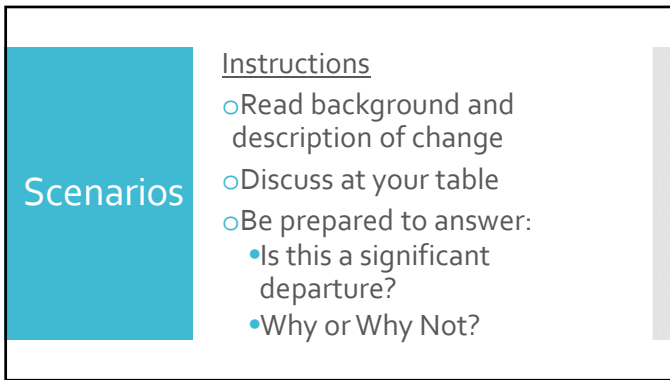 Scenarios
Instructions
oRead background and
description of change
oDiscuss at your table
oBe prepared to answer:
•Is this a significant
departure?
•Why or Why Not?